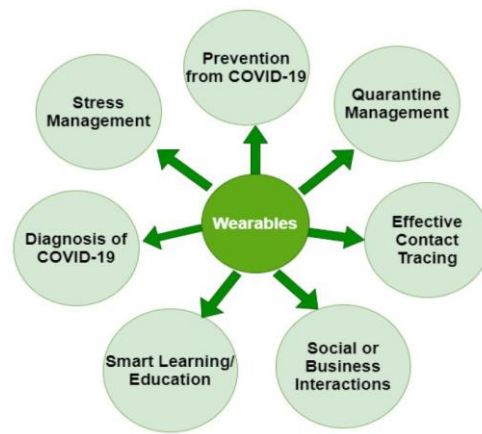 Prevention
from COVID-19
Stress
Management
Quarantine
Management
Wearables
Diagnosis of
COVID-19
Effective
Contact
Tracing
Smart Learning/
Education
Social or
Business
Interactions